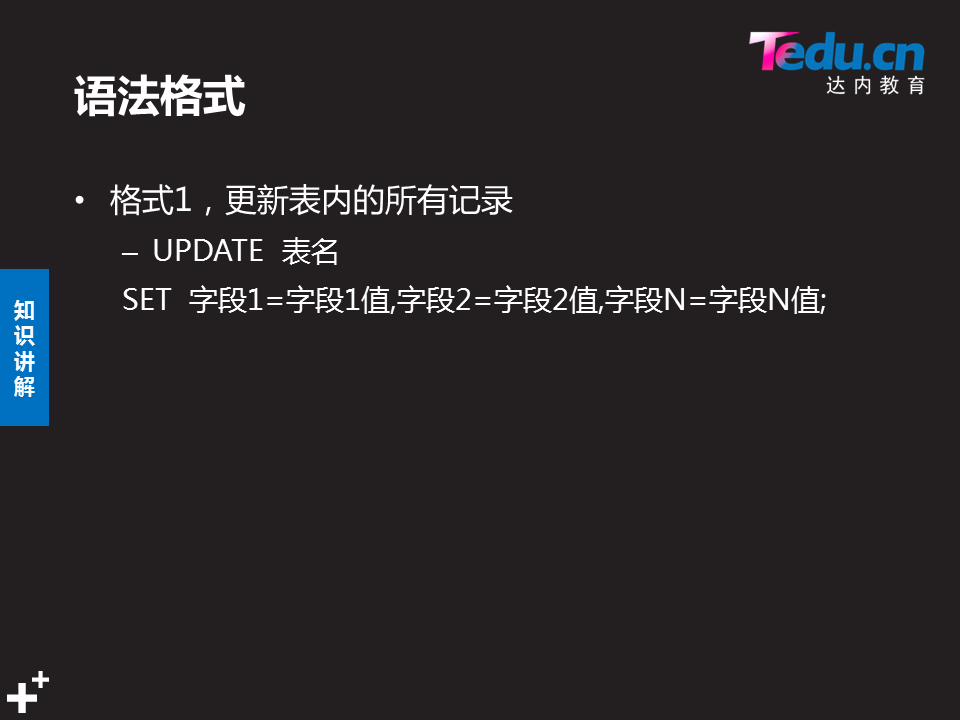 Tedu.cn
达内教育
语法格式
• 格式1，更新表内的所有记录
– UPDATE 表名
SET 字段1=字段1值,字段2=字段2值,字段N=字段N值;
知
识
讲
解